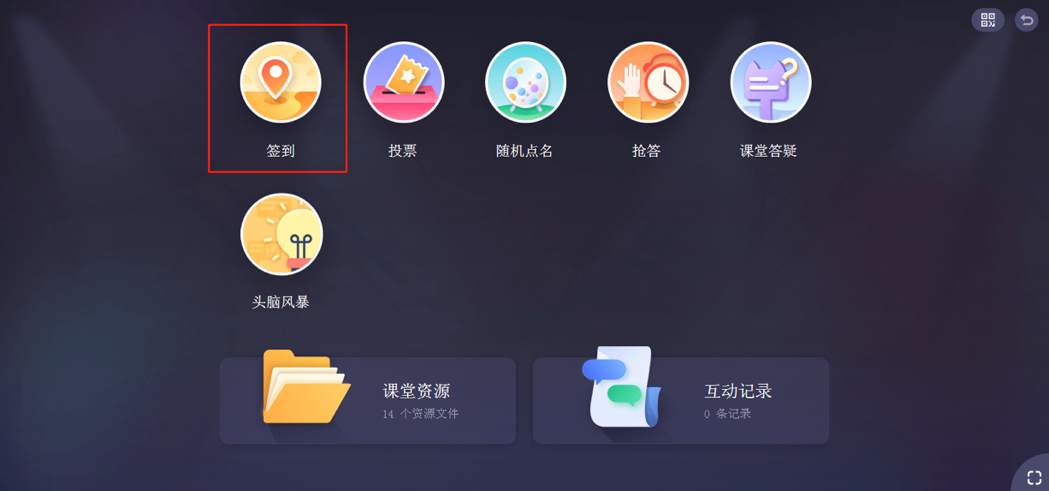 签到
投票
随机点名
抢答
课堂答疑
头脑风暴
课堂资源
14 个资源文件
互动记录
0 条记录